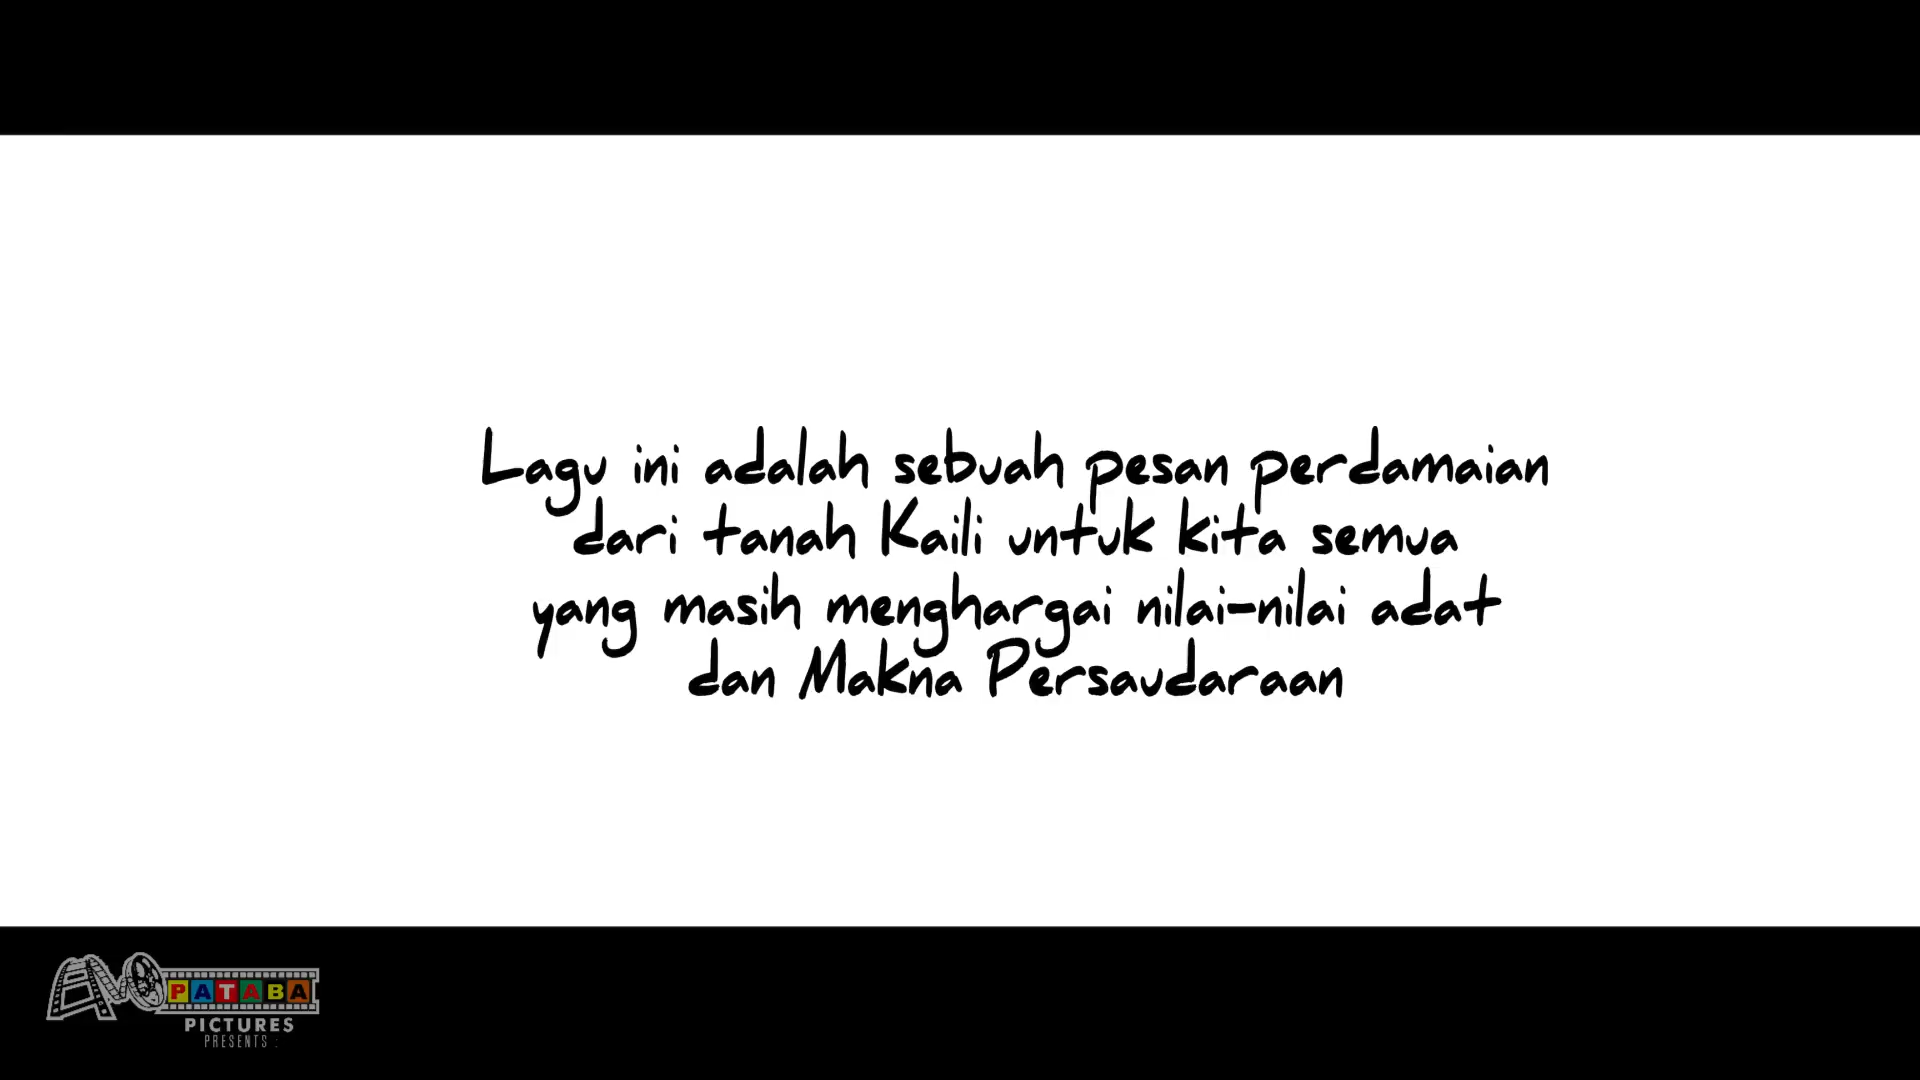 Lagu ini adalah sebuah pesan perdamaian
dari tanah Kaili untuk kita semua
yang masih menghargai nilai-nilai adat
dan Makna Persaudaraan
PATABA
PICTURES
PRESENTS :